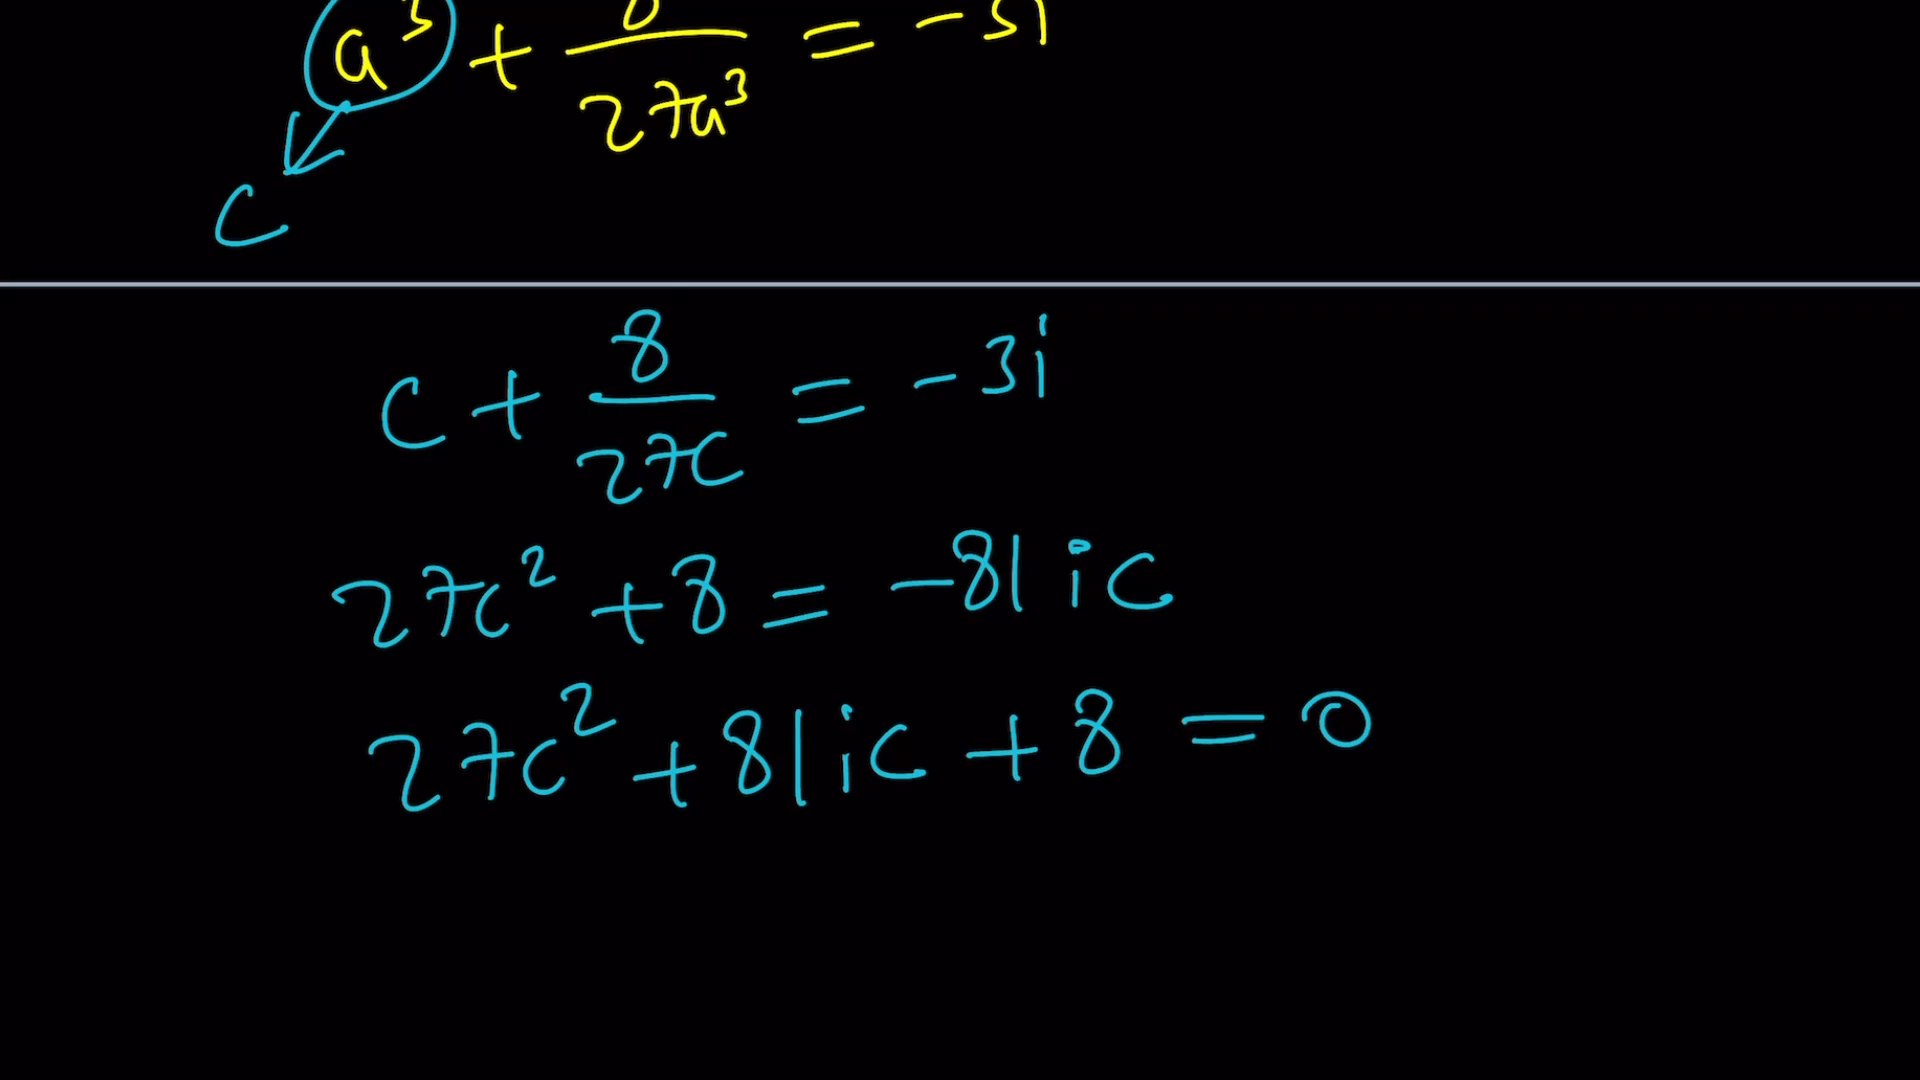 a³ + 8/27a³ = -3i
c
c + 8/27c = -3i
27c² + 8 = -81ic
27c² + 81ic + 8 = 0